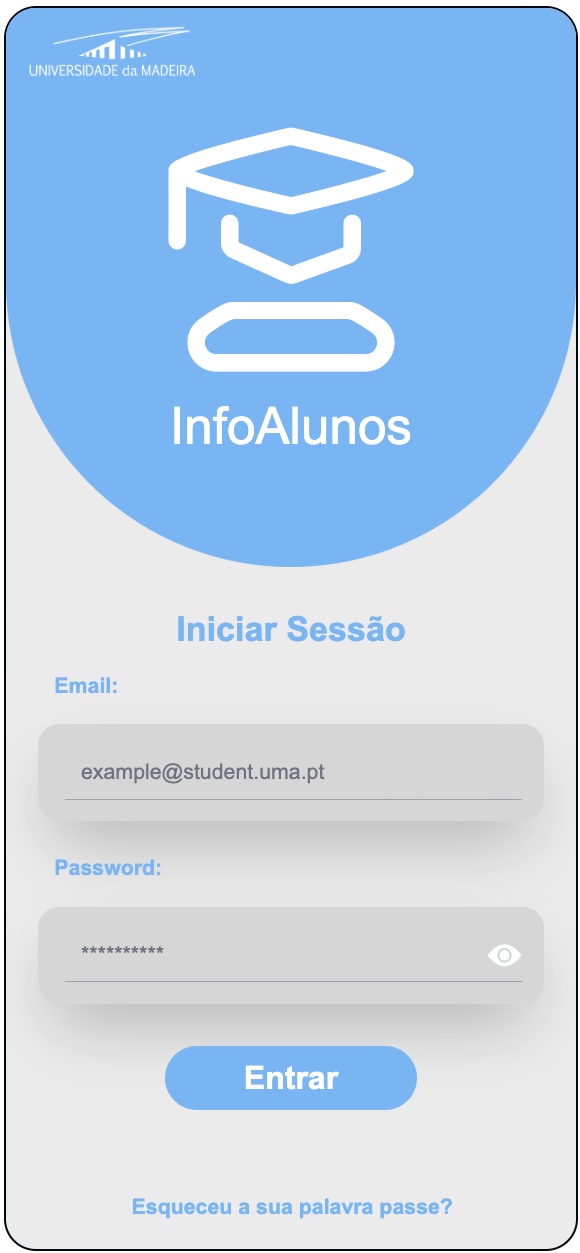 UNIVERSIDADE da MADEIRA
InfoAlunos
Iniciar Sessão
Email:
example@student.uma.pt
Password:
**********
Entrar
Esqueceu a sua palavra passe?